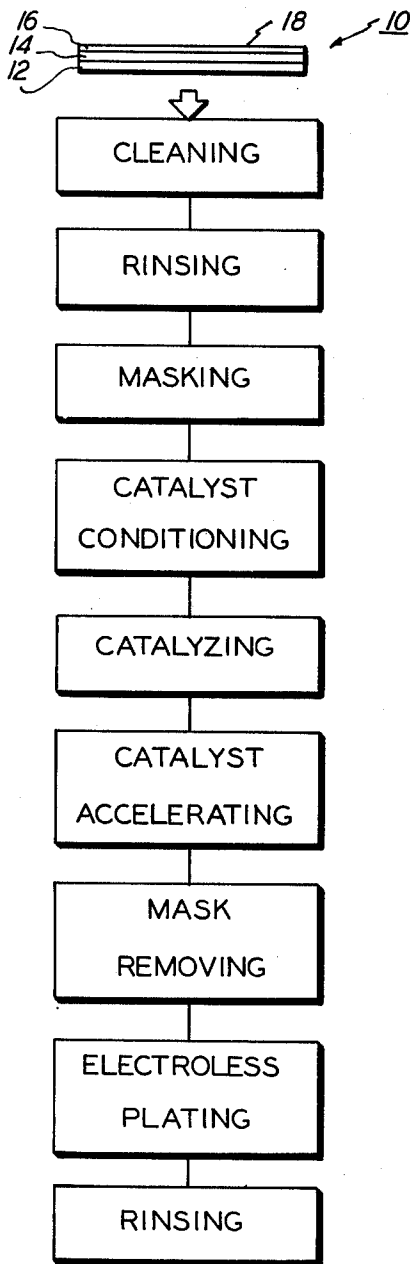 16 18 10
14
12
CLEANING
RINSING
MASKING
CATALYST
CONDITIONING
CATALYZING
CATALYST
ACCELERATING
MASK
REMOVING
ELECTROLESS
PLATING
RINSING